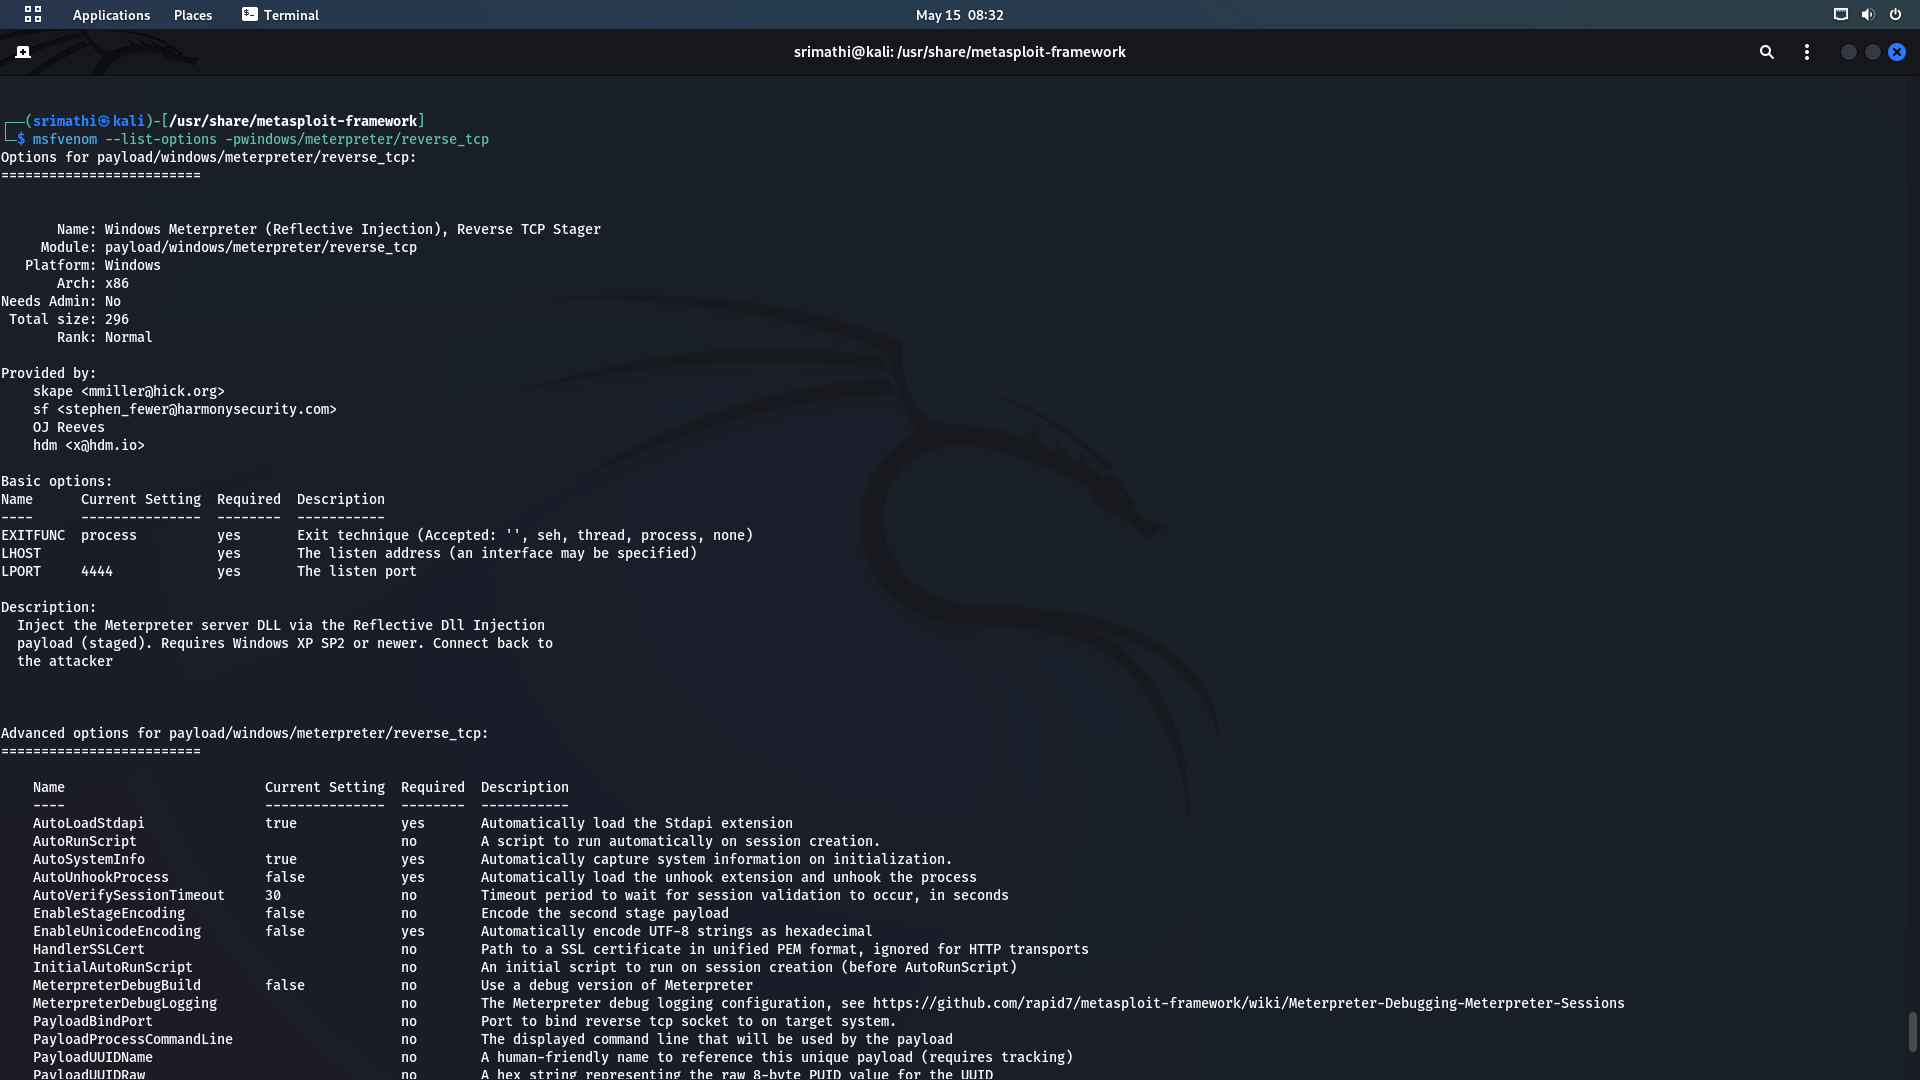 Applications Places Terminal May 15 08:32
srimathi@kali: /usr/share/metasploit-framework
┌──(srimathi㉿kali)-[/usr/share/metasploit-framework]
└─$ msfvenom --list-options -pwindows/meterpreter/reverse_tcp
Options for payload/windows/meterpreter/reverse_tcp:
=========================
Name: Windows Meterpreter (Reflective Injection), Reverse TCP Stager
Module: payload/windows/meterpreter/reverse_tcp
Platform: Windows
Arch: x86
Needs Admin: No
Total size: 296
Rank: Normal
Provided by:
skape <mmiller@hick.org>
sf <stephen_fewer@harmonysecurity.com>
OJ Reeves
hdm <x@hdm.io>
Basic options:
Name      Current Setting  Required  Description
----      ---------------  --------  -----------
EXITFUNC  process          yes       Exit technique (Accepted: '', seh, thread, process, none)
LHOST                      yes       The listen address (an interface may be specified)
LPORT     4444             yes       The listen port
Description:
Inject the Meterpreter server DLL via the Reflective Dll Injection
payload (staged). Requires Windows XP SP2 or newer. Connect back to
the attacker
Advanced options for payload/windows/meterpreter/reverse_tcp:
=========================
Name                         Current Setting  Required  Description
----                         ---------------  --------  -----------
AutoLoadStdapi               true             yes       Automatically load the Stdapi extension
AutoRunScript                                 no        A script to run automatically on session creation.
AutoSystemInfo               true             yes       Automatically capture system information on initialization.
AutoUnhookProcess            false            yes       Automatically load the unhook extension and unhook the process
AutoVerifySessionTimeout     30               no        Timeout period to wait for session validation to occur, in seconds
EnableStageEncoding          false            no        Encode the second stage payload
EnableUnicodeEncoding        false            yes       Automatically encode UTF-8 strings as hexadecimal
HandlerSSLCert                                no        Path to a SSL certificate in unified PEM format, ignored for HTTP transports
InitialAutoRunScript                          no        An initial script to run on session creation (before AutoRunScript)
MeterpreterDebugBuild        false            no        Use a debug version of Meterpreter
MeterpreterDebugLogging                       no        The Meterpreter debug logging configuration, see https://github.com/rapid7/metasploit-framework/wiki/Meterpreter-Debugging-Meterpreter-Sessions
PayloadBindPort                               no        Port to bind reverse tcp socket to on target system.
PayloadProcessCommandLine                     no        The displayed command line that will be used by the payload
PayloadUUIDName                               no        A human-friendly name to reference this unique payload (requires tracking)
PayloadUUIDRaw                                no        A hex string representing the raw 8-byte PUID value for the UUID